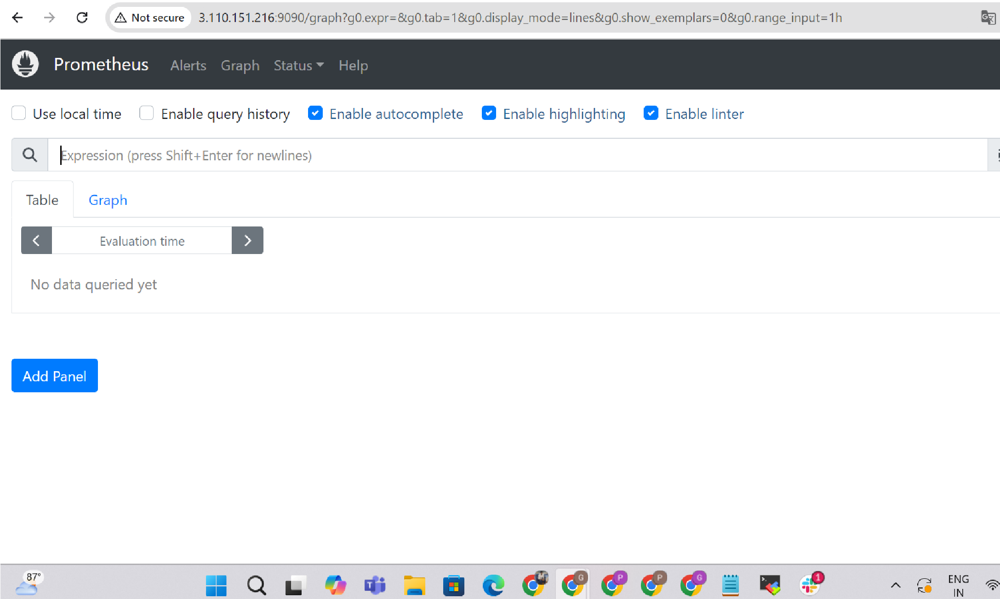 Not secure 3.110.151.216:9090/graph?g0.expr=&g0.tab=1&g0.display_mode=lines&g0.show_exemplars=0&g0.range_input=1h
Prometheus Alerts Graph Status Help
Use local time Enable query history Enable autocomplete Enable highlighting Enable linter
Expression (press Shift+Enter for newlines)
Table Graph
Evaluation time
No data queried yet
Add Panel
87°
G P P G 1
ENG
IN